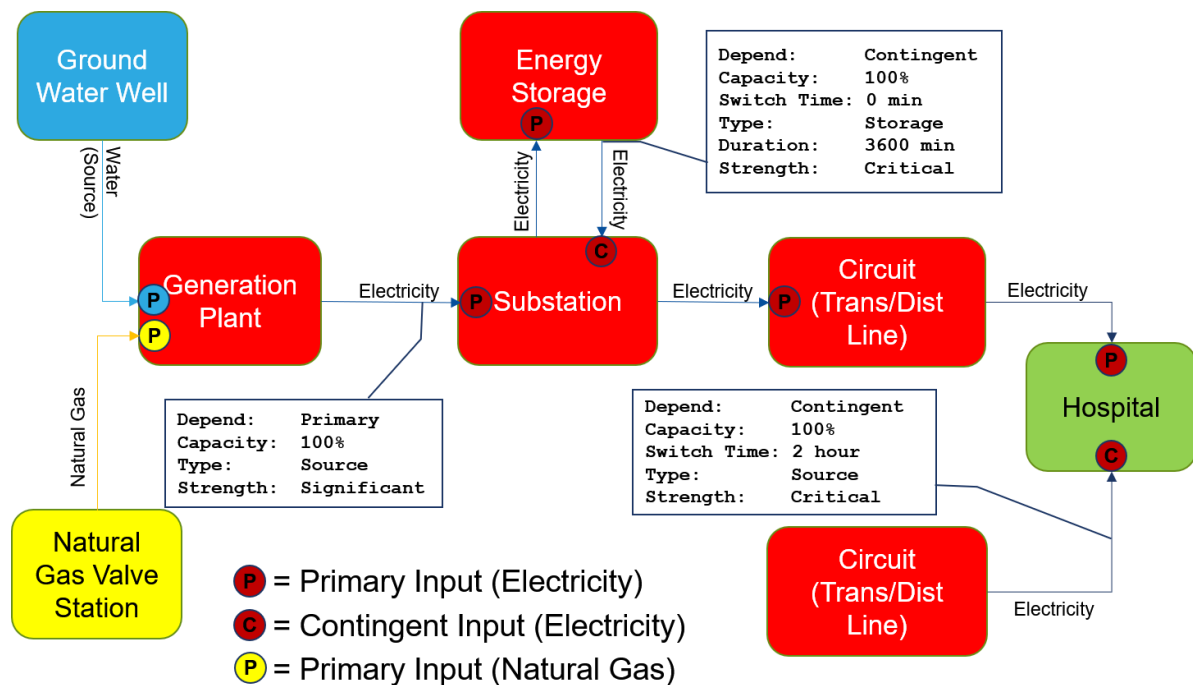 Ground
Water Well
Energy
Storage
P
Depend: Contingent
Capacity: 100%
Switch Time: 0 min
Type: Storage
Duration: 3600 min
Strength: Critical
Water
(Source)
Electricity
Electricity
C
P
P
Generation
Plant
Electricity
P
Substation
Electricity
P
Circuit
(Trans/Dist
Line)
Electricity
P
Hospital
C
Natural Gas
Depend: Primary
Capacity: 100%
Type: Source
Strength: Significant
Depend: Contingent
Capacity: 100%
Switch Time: 2 hour
Type: Source
Strength: Critical
Natural
Gas Valve
Station
Circuit
(Trans/Dist
Line)
Electricity
P = Primary Input (Electricity)
C = Contingent Input (Electricity)
P = Primary Input (Natural Gas)